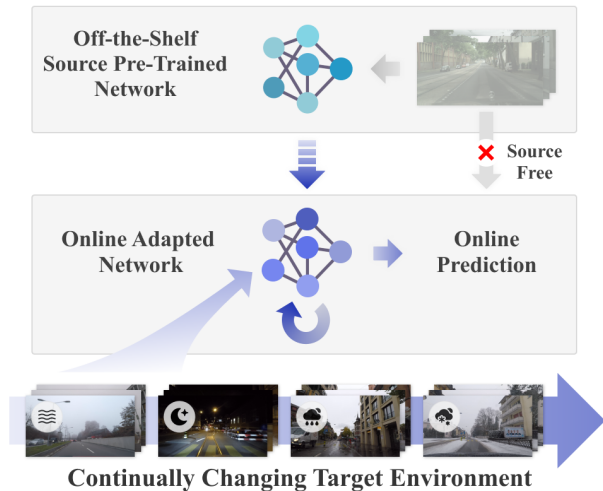 Off-the-Shelf
Source Pre-Trained
Network
Source
Free
Online Adapted
Network
Online
Prediction
Continually Changing Target Environment